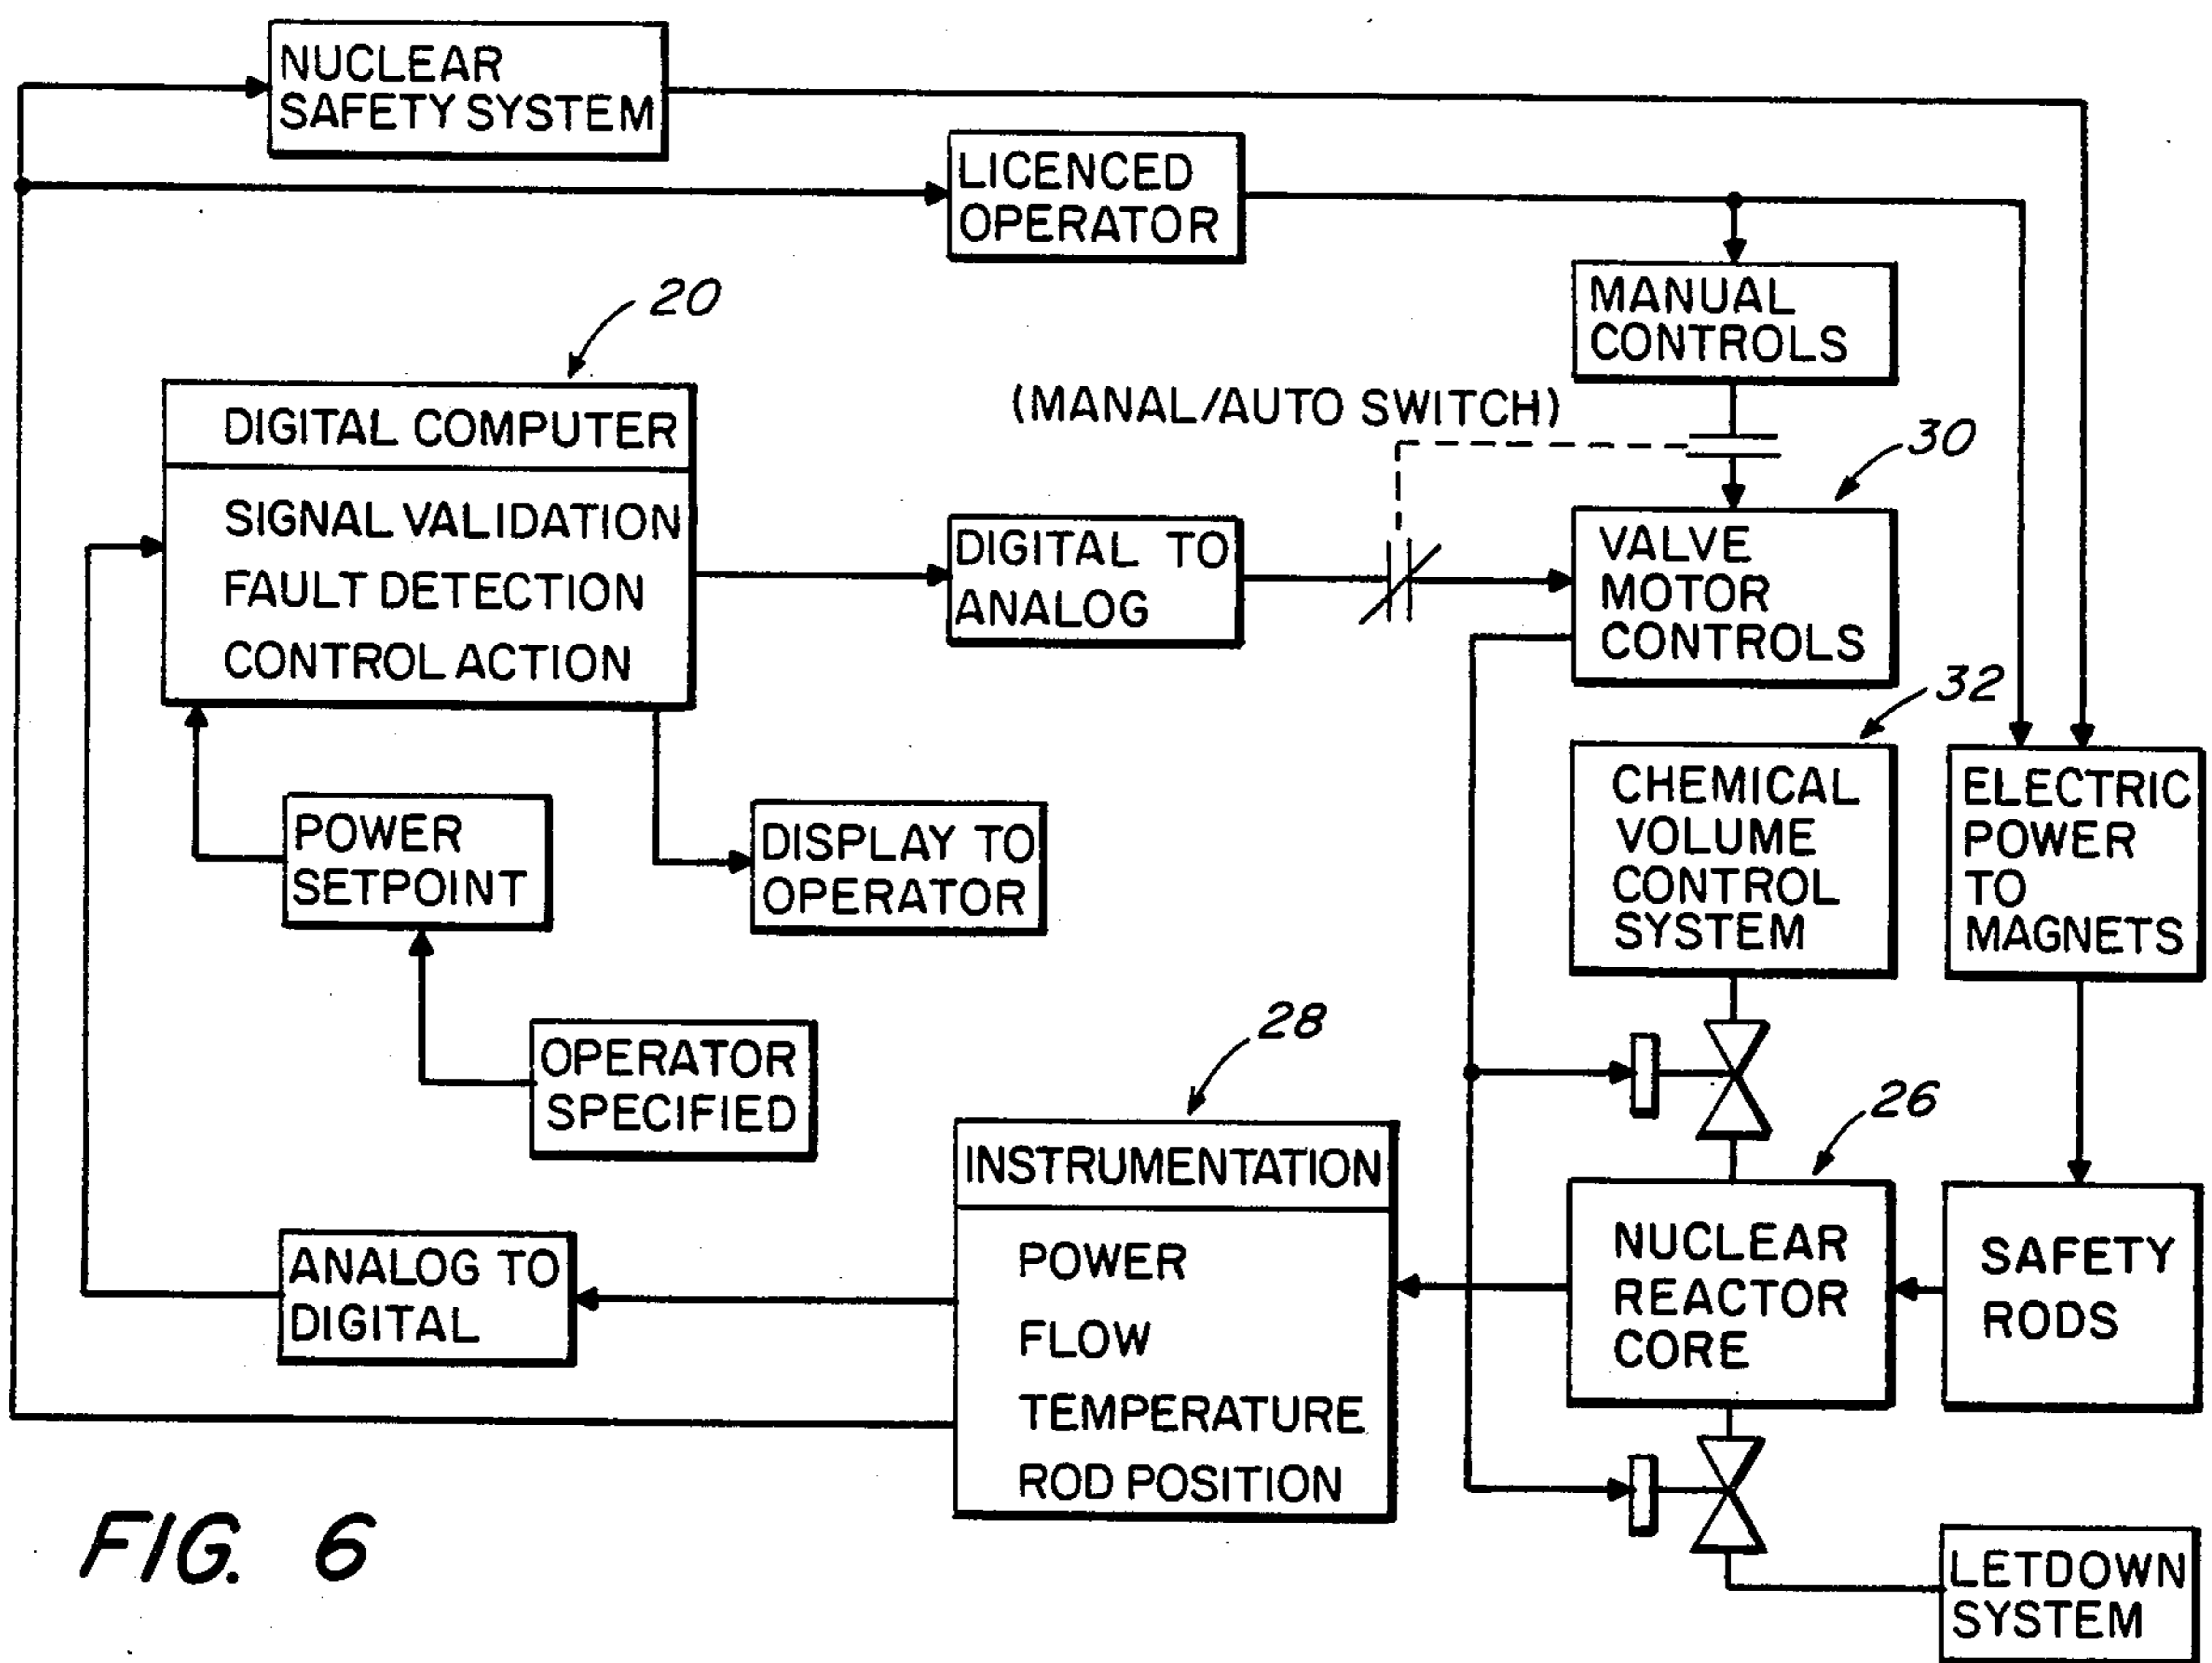 NUCLEAR
SAFETY SYSTEM
LICENCED
OPERATOR
MANUAL
CONTROLS
20
(MANAL/AUTO SWITCH)
30
DIGITAL COMPUTER
SIGNAL VALIDATION
FAULT DETECTION
CONTROL ACTION
DIGITAL TO
ANALOG
VALVE
MOTOR
CONTROLS
32
POWER
SETPOINT
DISPLAY TO
OPERATOR
CHEMICAL
VOLUME
CONTROL
SYSTEM
ELECTRIC
POWER
TO
MAGNETS
OPERATOR
SPECIFIED
28
26
INSTRUMENTATION
POWER
FLOW
TEMPERATURE
ROD POSITION
ANALOG TO
DIGITAL
NUCLEAR
REACTOR
CORE
SAFETY
RODS
LETDOWN
SYSTEM
FIG. 6